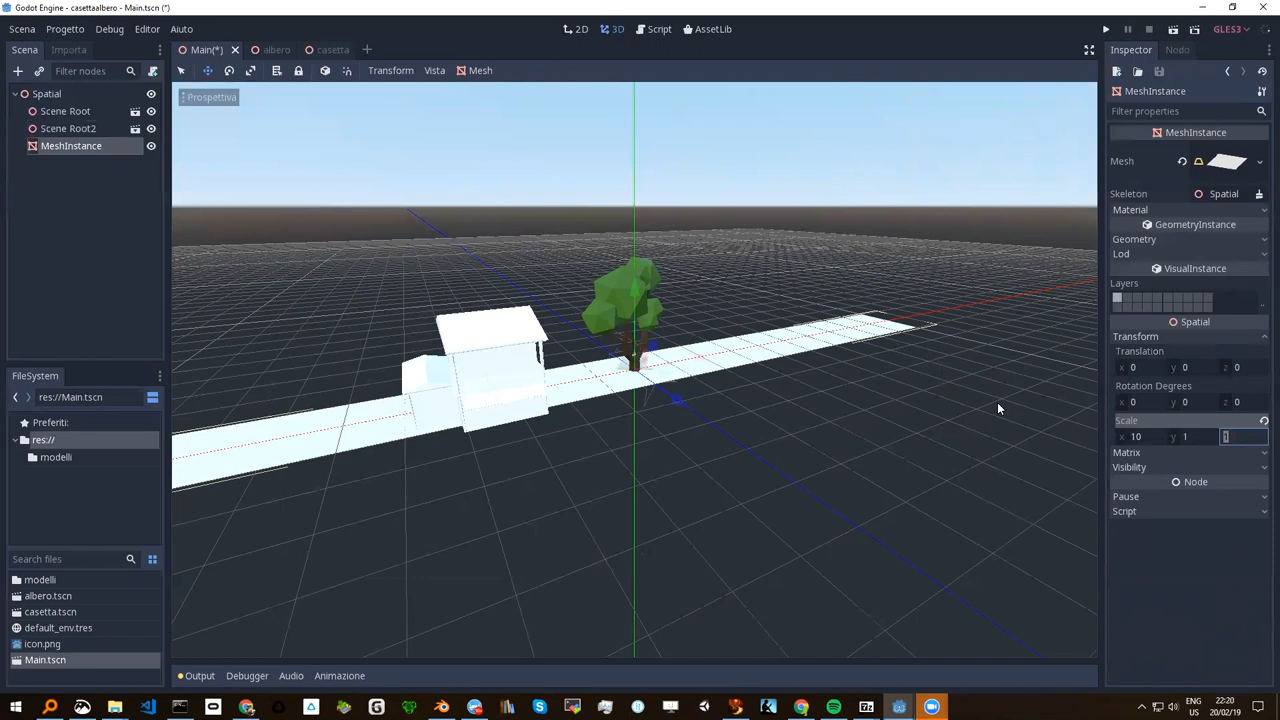 Godot Engine - casettaalbero - Main.tscn (*)
Scena Progetto Debug Editor Aiuto
2D 3D Script AssetLib
GLES3
Scena Importa
Filter nodes
Spatial
Scene Root
Scene Root2
MeshInstance
FileSystem
res://Main.tscn
Preferiti:
res://
modelli
Search files
modelli
albero.tscn
casetta.tscn
default_env.tres
icon.png
Main.tscn
Main(*) albero casetta
Transform Vista Mesh
Prospettiva
Output Debugger Audio Animazione
Inspector Nodo
MeshInstance
Filter properties
MeshInstance
Mesh
Skeleton Spatial
Material
GeometryInstance
Geometry
Lod
VisualInstance
Layers
..
Spatial
Transform
Translation
x 0 y 0 z 0
Rotation Degrees
x 0 y 0 z 0
Scale
x 10 y 1 1
Matrix
Visibility
Node
Pause
Script
ENG
US
22:20
20/02/19